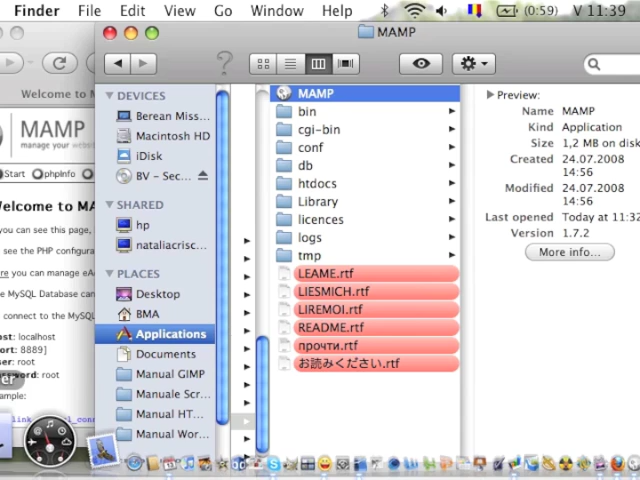 Finder File Edit View Go Window Help (0:59) V 11:39
MAMP
Welcome to M
MAMP
manage your webs
Start phpInfo
elcome to MA
you can see this page,
see the PHP configura
ere you can manage eA
e MySQL Database can
connect to the MySQL
ost: localhost
ort: 8889]
ser: root
assword: root
ample:
link
l_conn
DEVICES
Berean Miss...
Macintosh HD
iDisk
BV – Sec...
SHARED
hp
nataliacrisc...
PLACES
Desktop
BMA
Applications
Documents
Manual GIMP
Manuale Scr...
Manual HT...
Manual Wor...
MAMP
bin
cgi-bin
conf
db
htdocs
Library
licences
logs
tmp
LEAME.rtf
LIESMICH.rtf
LIREMOI.rtf
README.rtf
прочти.rtf
お読みください.rtf
Preview:
Name MAMP
Kind Application
Size 1,2 MB on disk
Created 24.07.2008
14:56
Modified 24.07.2008
14:56
Last opened Today at 11:32
Version 1.7.2
More info...